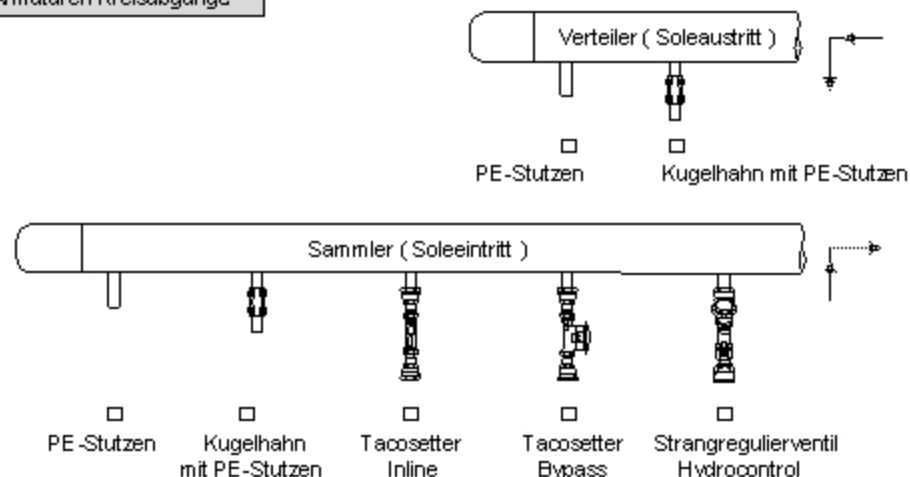 Armaturen Kreisabgänge
Verteiler ( Soleaustritt )
PE-Stutzen
Kugelhahn mit PE-Stutzen
Sammler ( Soleeintritt )
PE-Stutzen
Kugelhahn
mit PE-Stutzen
Tacosetter
Inline
Tacosetter
Bypass
Strangregulierventil
Hydrocontrol